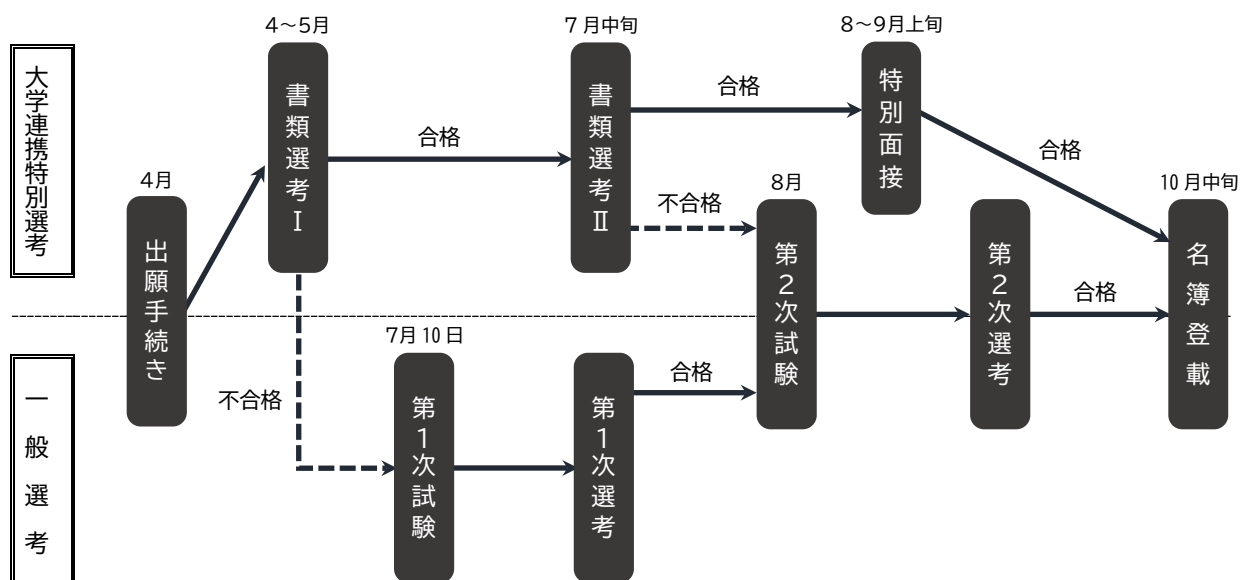 大学連携特別選考
4月
出願手続き
4～5月
書類選考Ⅰ
合格
不合格
7月中旬
書類選考Ⅱ
合格
不合格
8～9月上旬
特別面接
合格
一般選考
7月10日
第1次試験
第1次選考
合格
8月
第2次試験
第2次選考
合格
10月中旬
名簿登載